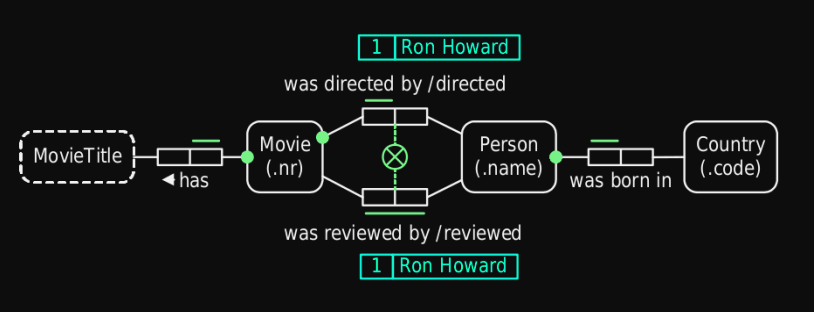 1 Ron Howard
was directed by /directed
MovieTitle
◄ has
Movie
(.nr)
Person
(.name)
was born in
Country
(.code)
was reviewed by /reviewed
1 Ron Howard